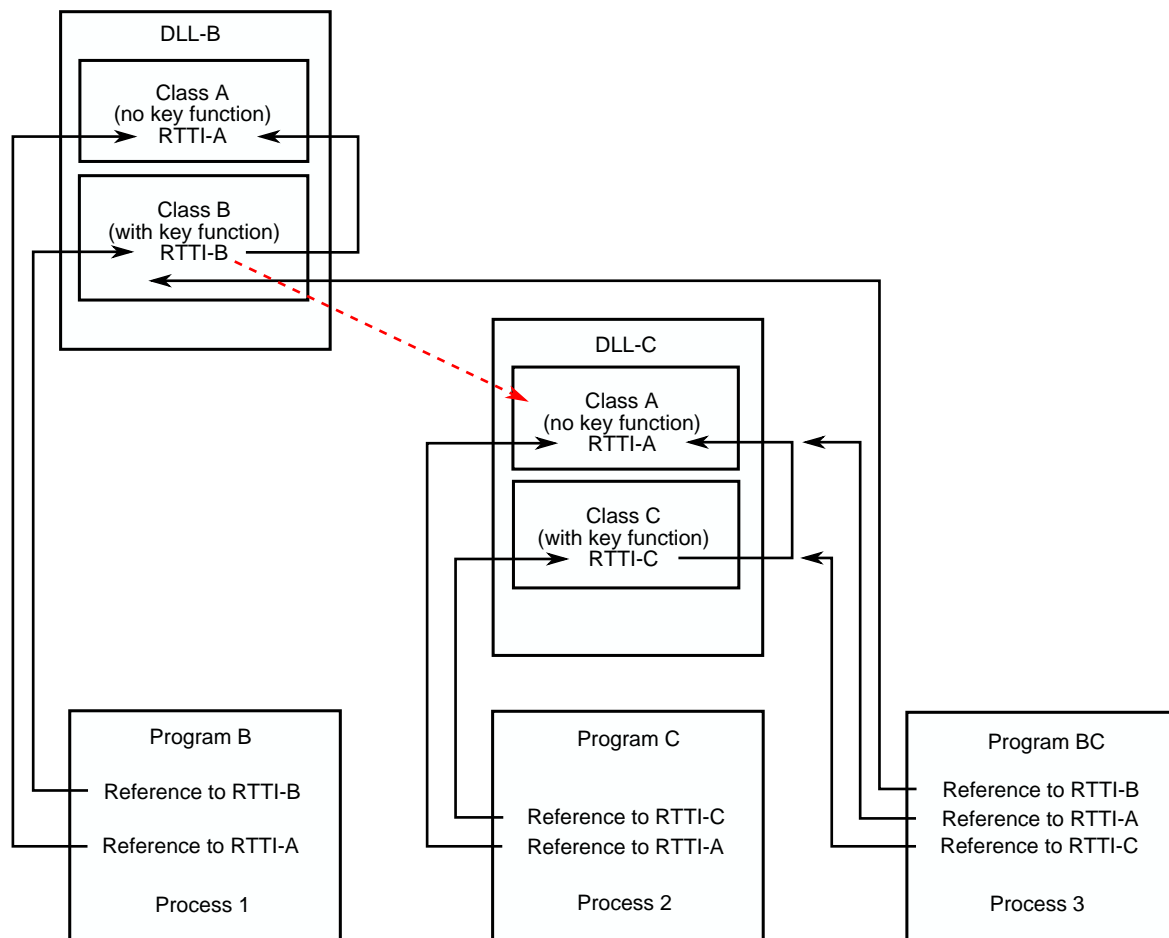 DLL-B
Class A
(no key function)
RTTI-A
Class B
(with key function)
RTTI-B
DLL-C
Class A
(no key function)
RTTI-A
Class C
(with key function)
RTTI-C
Program B
Reference to RTTI-B
Reference to RTTI-A
Process 1
Program C
Reference to RTTI-C
Reference to RTTI-A
Process 2
Program BC
Reference to RTTI-B
Reference to RTTI-A
Reference to RTTI-C
Process 3